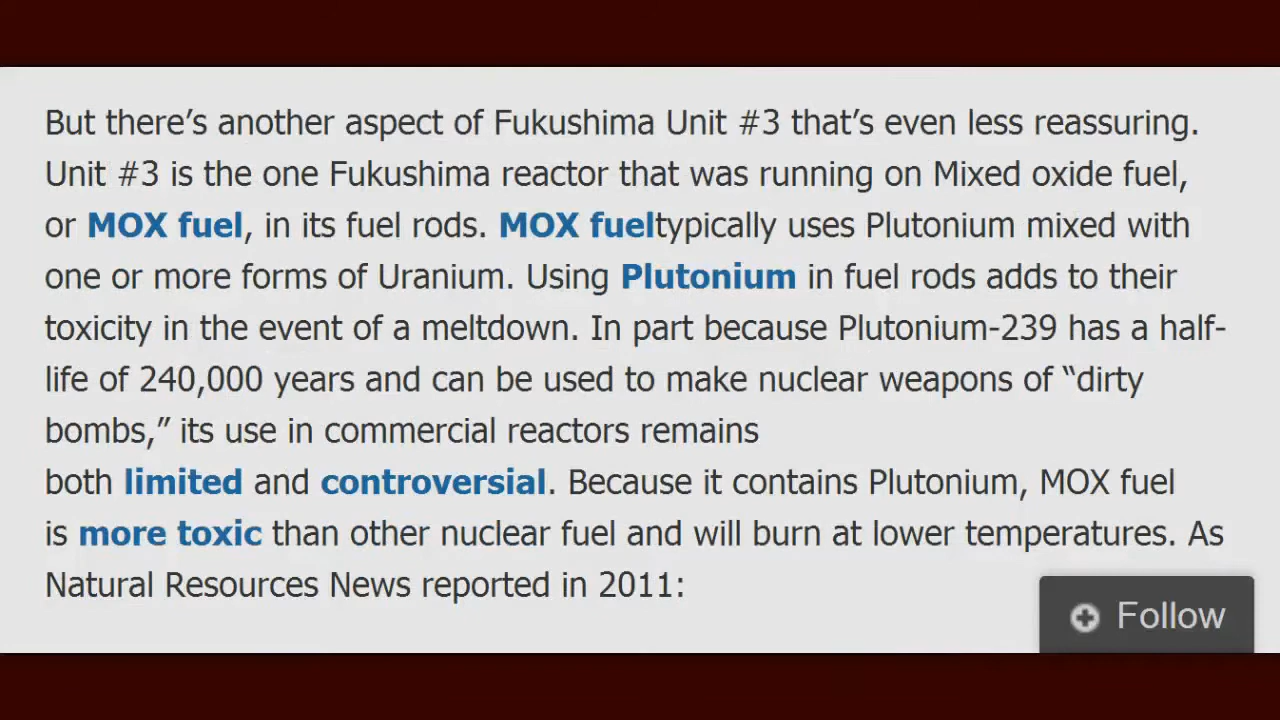 But there’s another aspect of Fukushima Unit #3 that’s even less reassuring.
Unit #3 is the one Fukushima reactor that was running on Mixed oxide fuel,
or MOX fuel, in its fuel rods. MOX fueltypically uses Plutonium mixed with
one or more forms of Uranium. Using Plutonium in fuel rods adds to their
toxicity in the event of a meltdown. In part because Plutonium-239 has a half-
life of 240,000 years and can be used to make nuclear weapons of “dirty
bombs,” its use in commercial reactors remains
both limited and controversial. Because it contains Plutonium, MOX fuel
is more toxic than other nuclear fuel and will burn at lower temperatures. As
Natural Resources News reported in 2011:
Follow